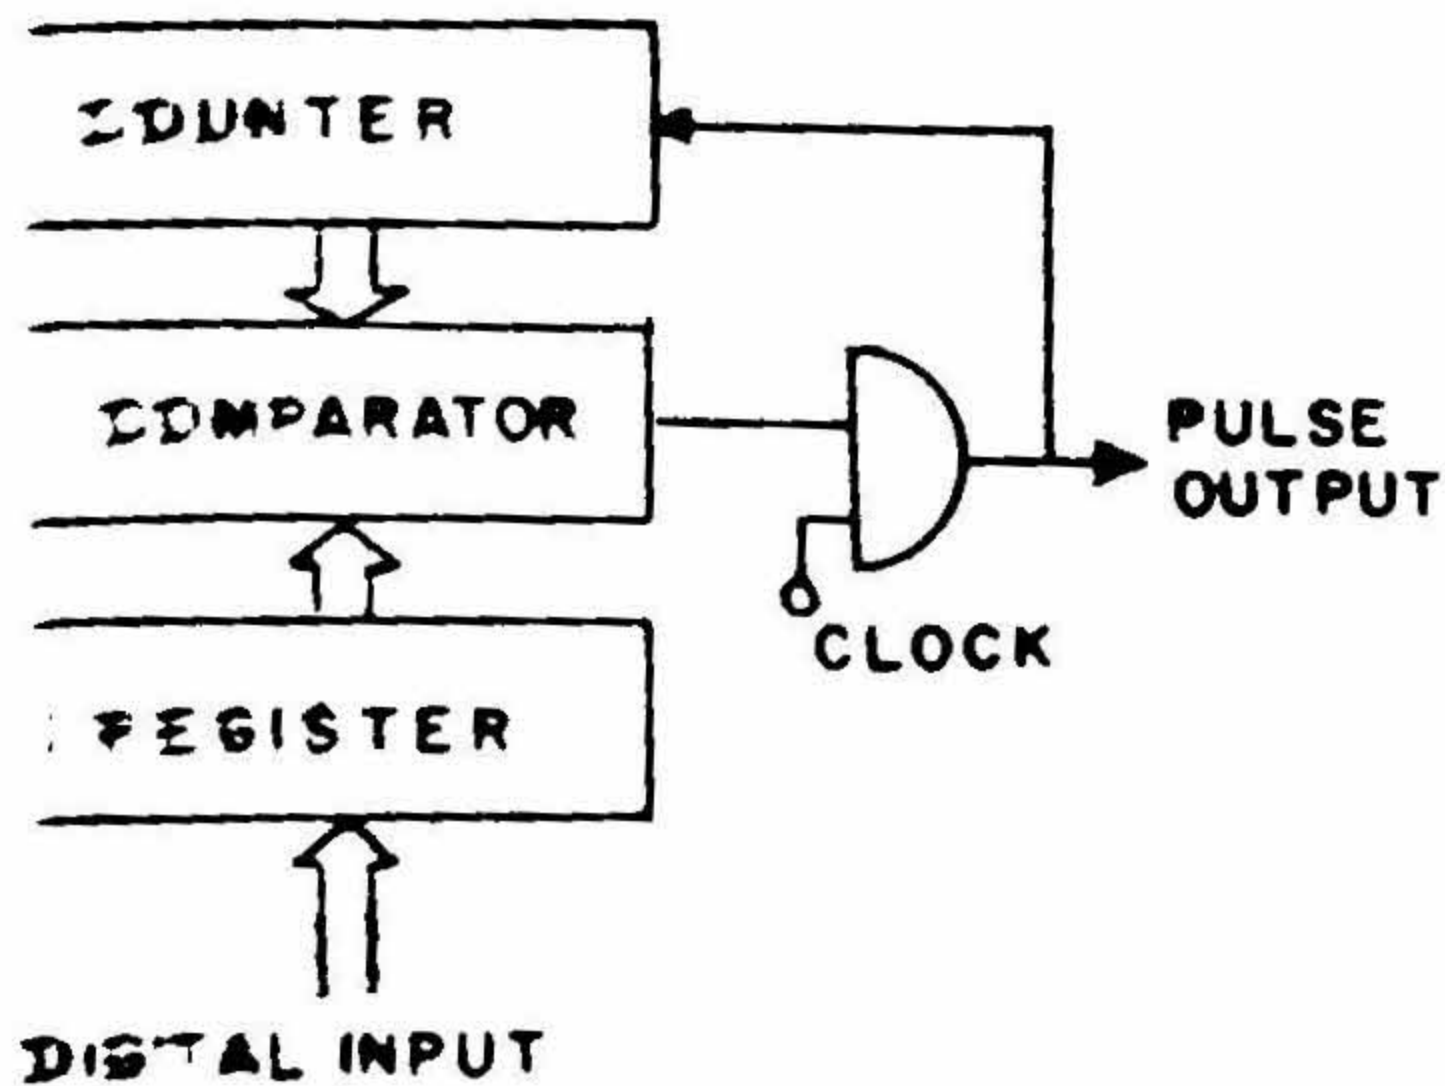 COUNTER
COMPARATOR
PULSE
OUTPUT
CLOCK
REGISTER
DIGITAL INPUT